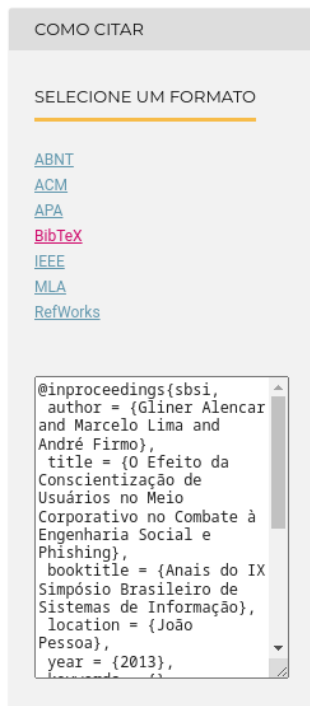 COMO CITAR
SELECIONE UM FORMATO
ABNT
ACM
APA
BibTeX
IEEE
MLA
RefWorks
@inproceedings{sbsi,
author = {Gliner Alencar
and Marcelo Lima and
André Firmo},
title = {O Efeito da
Conscientização de
Usuários no Meio
Corporativo no Combate à
Engenharia Social e
Phishing},
booktitle = {Anais do IX
Simpósio Brasileiro de
Sistemas de Informação},
location = {João
Pessoa},
year = {2013},